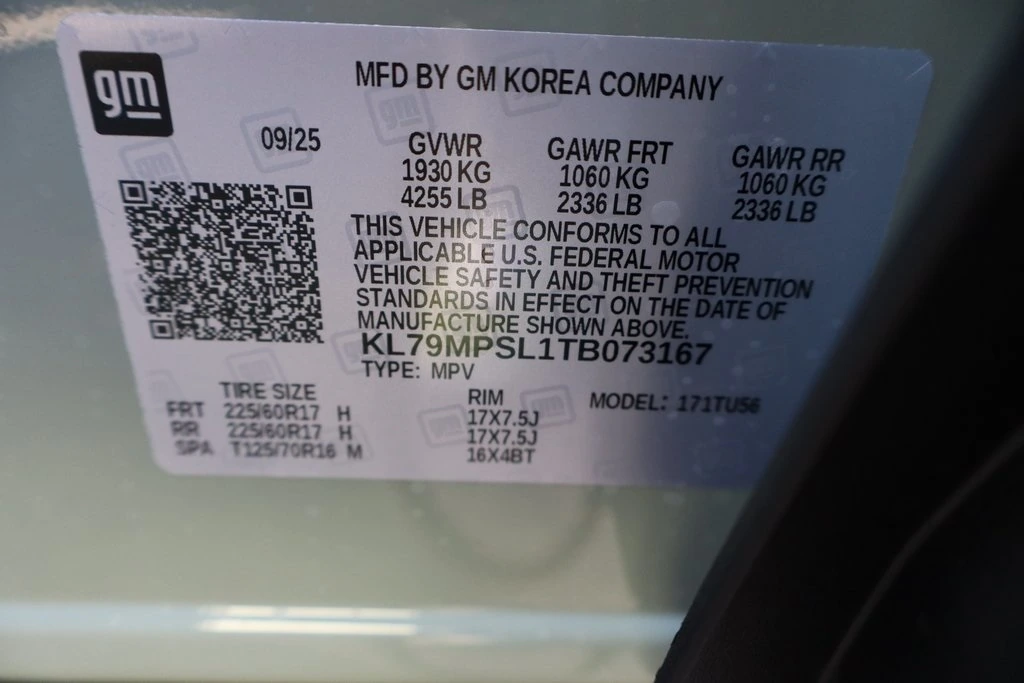 gm
MFD BY GM KOREA COMPANY
09/25
GVWR GAWR FRT GAWR RR
1930 KG 1060 KG 1060 KG
4255 LB 2336 LB 2336 LB
THIS VEHICLE CONFORMS TO ALL
APPLICABLE U.S. FEDERAL MOTOR
VEHICLE SAFETY AND THEFT PREVENTION
STANDARDS IN EFFECT ON THE DATE OF
MANUFACTURE SHOWN ABOVE.
KL79MPSL1TB073167
TYPE: MPV
TIRE SIZE RIM MODEL: 171TU56
FRT 225/60R17 H 17X7.5J
RR 225/60R17 H 17X7.5J
SPA T125/70R16 M 16X4BT